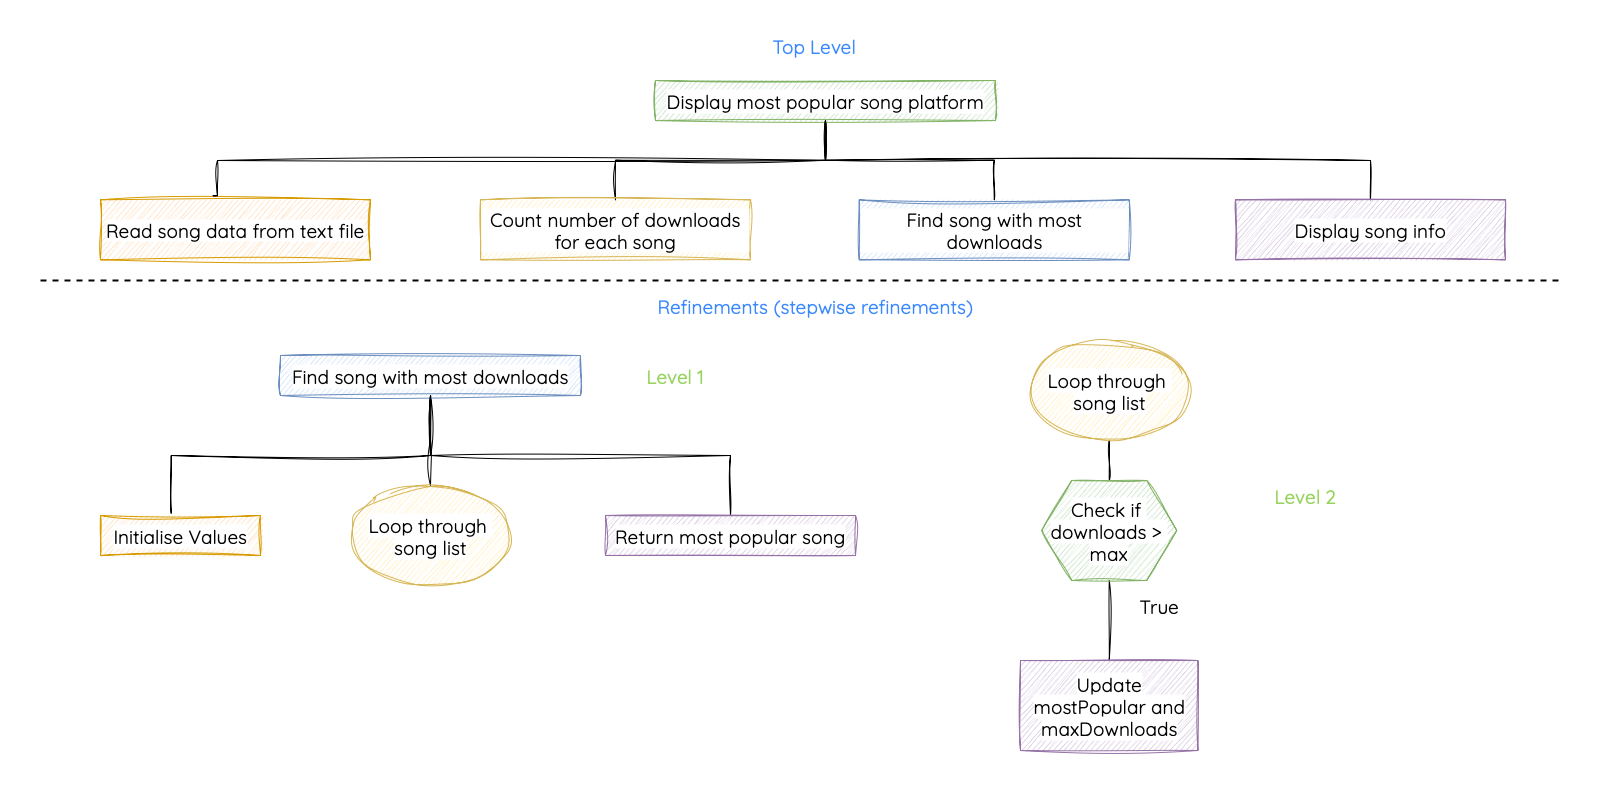 Top Level
Display most popular song platform
Read song data from text file
Count number of downloads
for each song
Find song with most
downloads
Display song info
Refinements (stepwise refinements)
Find song with most downloads
Level 1
Initialise Values
Loop through
song list
Return most popular song
Loop through
song list
Check if
downloads >
max
Level 2
True
Update
mostPopular and
maxDownloads